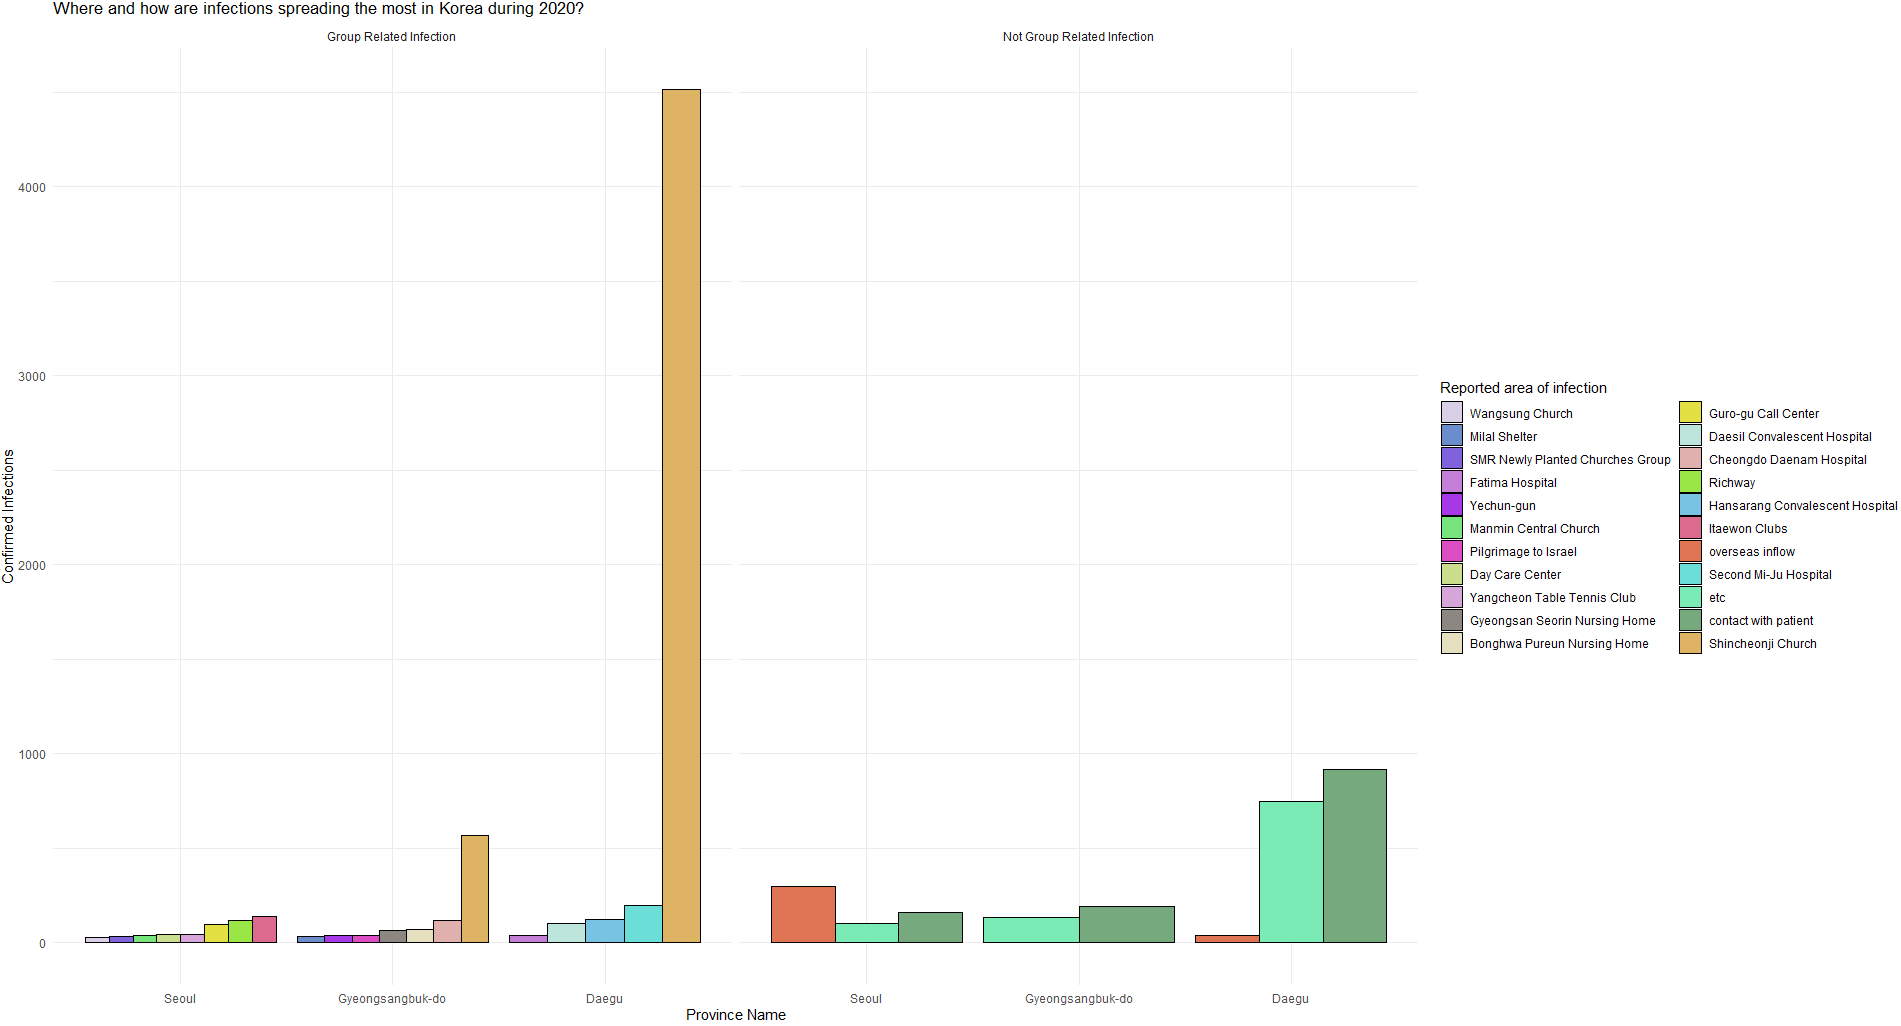 Where and how are infections spreading the most in Korea during 2020?
Group Related Infection
Not Group Related Infection
Confirmed Infections
4000
3000
2000
1000
0
Seoul
Gyeongsangbuk-do
Daegu
Seoul
Gyeongsangbuk-do
Daegu
Province Name
Reported area of infection
Wangsung Church
Milal Shelter
SMR Newly Planted Churches Group
Fatima Hospital
Yechun-gun
Manmin Central Church
Pilgrimage to Israel
Day Care Center
Yangcheon Table Tennis Club
Gyeongsan Seorin Nursing Home
Bonghwa Pureun Nursing Home
Guro-gu Call Center
Daesil Convalescent Hospital
Cheongdo Daenam Hospital
Richway
Hansarang Convalescent Hospital
Itaewon Clubs
overseas inflow
Second Mi-Ju Hospital
etc
contact with patient
Shincheonji Church